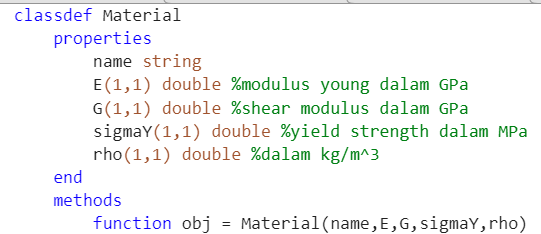 classdef Material
properties
name string
E(1,1) double %modulus young dalam GPa
G(1,1) double %shear modulus dalam GPa
sigmaY(1,1) double %yield strength dalam MPa
rho(1,1) double %dalam kg/m^3
end
methods
function obj = Material(name,E,G,sigmaY,rho)